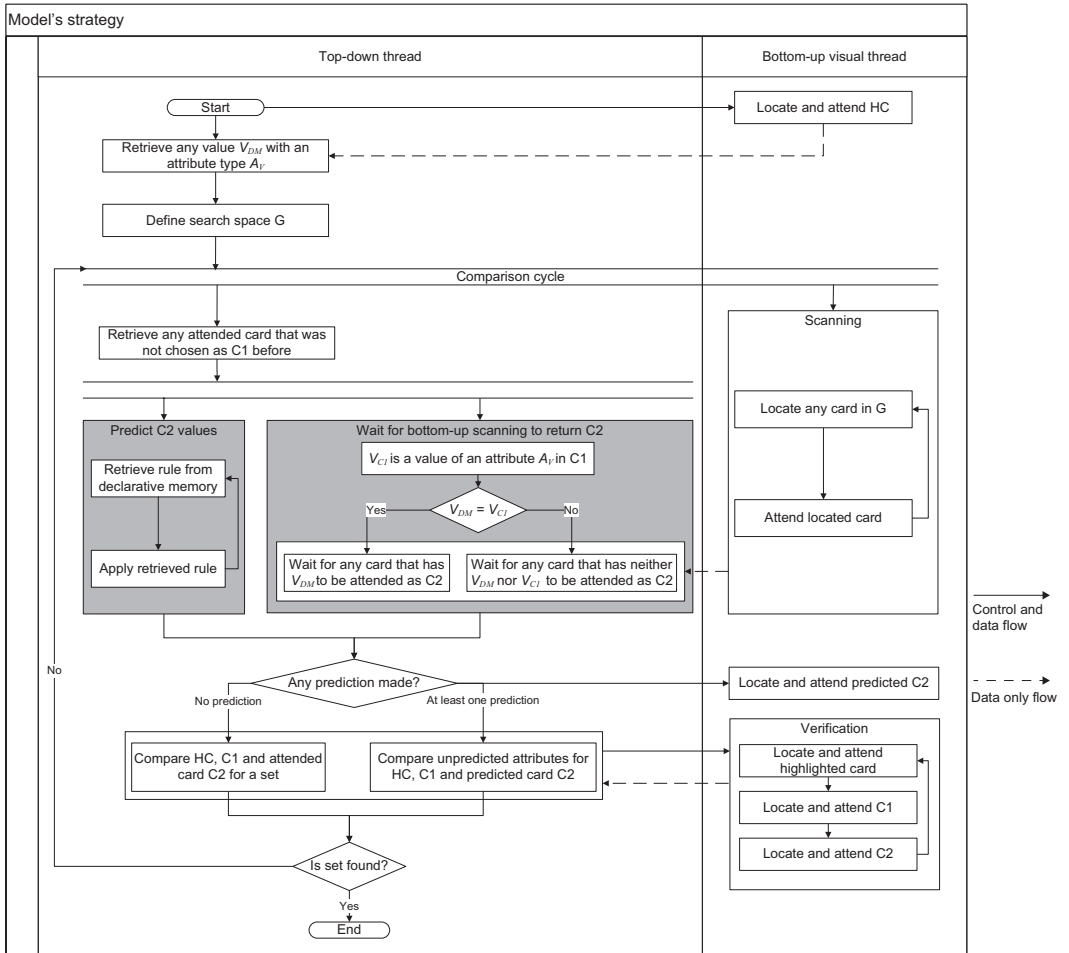 Model's strategy
Top-down thread
Bottom-up visual thread
Start
Locate and attend HC
Retrieve any value V_DM with an
attribute type A_V
Define search space G
Comparison cycle
Retrieve any attended card that was
not chosen as C1 before
Scanning
Locate any card in G
Attend located card
Predict C2 values
Retrieve rule from
declarative memory
Apply retrieved rule
Wait for bottom-up scanning to return C2
V_C1 is a value of an attribute A_V in C1
V_DM = V_C1
Yes
No
Wait for any card that has
V_DM to be attended as C2
Wait for any card that has neither
V_DM nor V_C1 to be attended as C2
Control and
data flow
Data only flow
No
Any prediction made?
No prediction
At least one prediction
Locate and attend predicted C2
Compare HC, C1 and attended
card C2 for a set
Compare unpredicted attributes for
HC, C1 and predicted card C2
Verification
Locate and attend
highlighted card
Locate and attend C1
Locate and attend C2
Is set found?
Yes
End